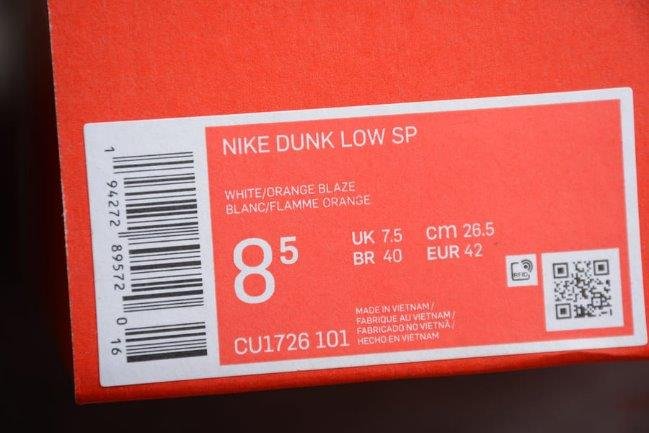 NIKE DUNK LOW SP
WHITE/ORANGE BLAZE
BLANC/FLAMME ORANGE
8⁵
UK 7.5 cm 26.5
BR 40 EUR 42
RFID
CU1726 101
MADE IN VIETNAM /
FABRIQUE AU VIETNAM /
FABRICADO NO VIETNÃ /
HECHO EN VIETNAM
1 94272 89572 0 16